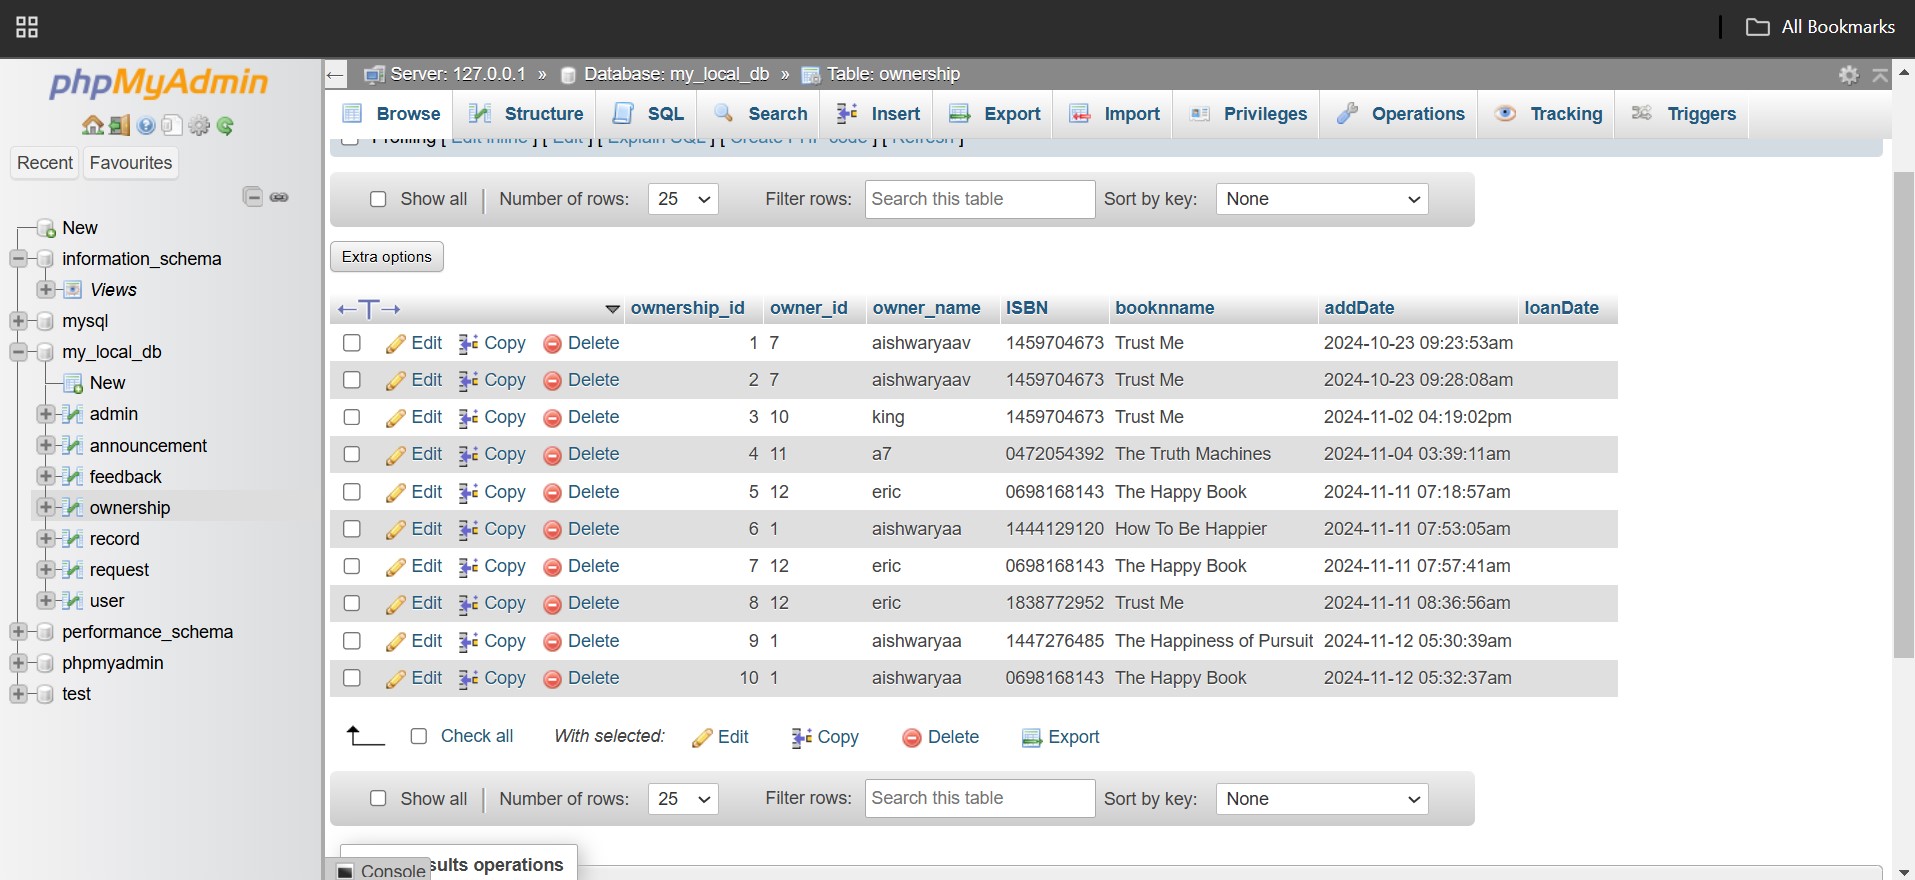 All Bookmarks
phpMyAdmin
Recent Favourites
New
information_schema
Views
mysql
my_local_db
New
admin
announcement
feedback
ownership
record
request
user
performance_schema
phpmyadmin
test
Server: 127.0.0.1 » Database: my_local_db » Table: ownership
Browse Structure SQL Search Insert Export Import Privileges Operations Tracking Triggers
Profiling [ Edit inline ] [ Edit ] [ Explain SQL ] [ Create PHP code ] [ Refresh ]
Show all Number of rows: 25 Filter rows: Search this table Sort by key: None
Extra options
←T→ ownership_id owner_id owner_name ISBN booknname addDate loanDate
Edit Copy Delete 1 7 aishwaryaav 1459704673 Trust Me 2024-10-23 09:23:53am
Edit Copy Delete 2 7 aishwaryaav 1459704673 Trust Me 2024-10-23 09:28:08am
Edit Copy Delete 3 10 king 1459704673 Trust Me 2024-11-02 04:19:02pm
Edit Copy Delete 4 11 a7 0472054392 The Truth Machines 2024-11-04 03:39:11am
Edit Copy Delete 5 12 eric 0698168143 The Happy Book 2024-11-11 07:18:57am
Edit Copy Delete 6 1 aishwaryaa 1444129120 How To Be Happier 2024-11-11 07:53:05am
Edit Copy Delete 7 12 eric 0698168143 The Happy Book 2024-11-11 07:57:41am
Edit Copy Delete 8 12 eric 1838772952 Trust Me 2024-11-11 08:36:56am
Edit Copy Delete 9 1 aishwaryaa 1447276485 The Happiness of Pursuit 2024-11-12 05:30:39am
Edit Copy Delete 10 1 aishwaryaa 0698168143 The Happy Book 2024-11-12 05:32:37am
Check all With selected: Edit Copy Delete Export
Show all Number of rows: 25 Filter rows: Search this table Sort by key: None
sults operations
Console